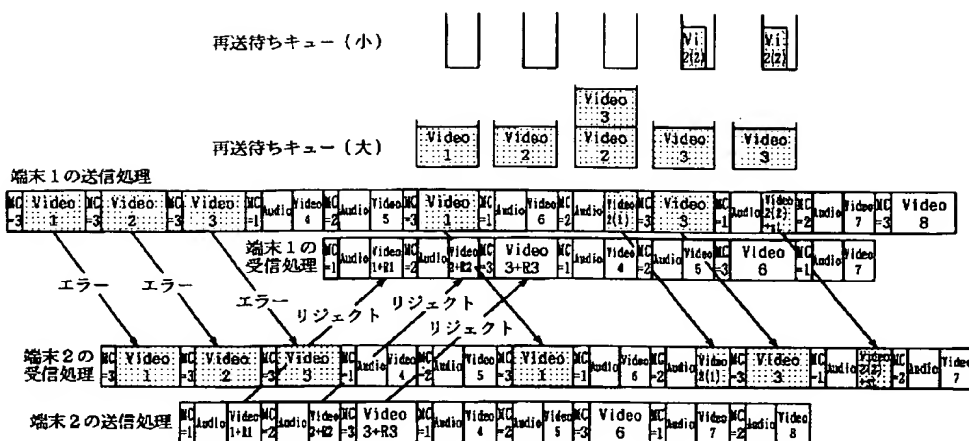 再送待ちキュー(小)
Vi 2(2)
Vi 2(2)
Video 3
再送待ちキュー(大)
Video 1
Video 2
Video 2
Video 3
Video 3
端末1の送信処理
MC =3 Video 1 MC =3 Video 2 MC =3 Video 3 MC =1 Audio Video 4 MC =2 Audio Video 5 MC =3 Video 1 MC =1 Audio Video 6 MC =2 Audio Video 2(1) MC =3 Video 3 MC =1 Audio Video 2(2) MC =2 Audio Video 7 MC =3 Video 8
端末1の受信処理
MC =1 Audio Video 1+R1 MC =2 Audio Video 2+R2 MC =3 Video 3+R3 MC =1 Audio Video 4 MC =2 Audio Video 5 MC =3 Video 6 MC =1 Audio Video 7
エラー エラー エラー リジェクト リジェクト リジェクト
端末2の受信処理
MC =3 Video 1 MC =3 Video 2 MC =3 Video 3 MC =1 Audio Video 4 MC =2 Audio Video 5 MC =3 Video 1 MC =1 Audio Video 6 MC =2 Audio Video 2(1) MC =3 Video 3 MC =1 Audio Video 2(2) MC =2 Audio Video 7
端末2の送信処理
MC =1 Audio Video 1+R1 MC =2 Audio Video 2+R2 MC =3 Video 3+R3 MC =1 Audio Video 4 MC =2 Audio Video 5 MC =3 Video 6 MC =1 Audio Video 7 MC =2 Audio Video 8